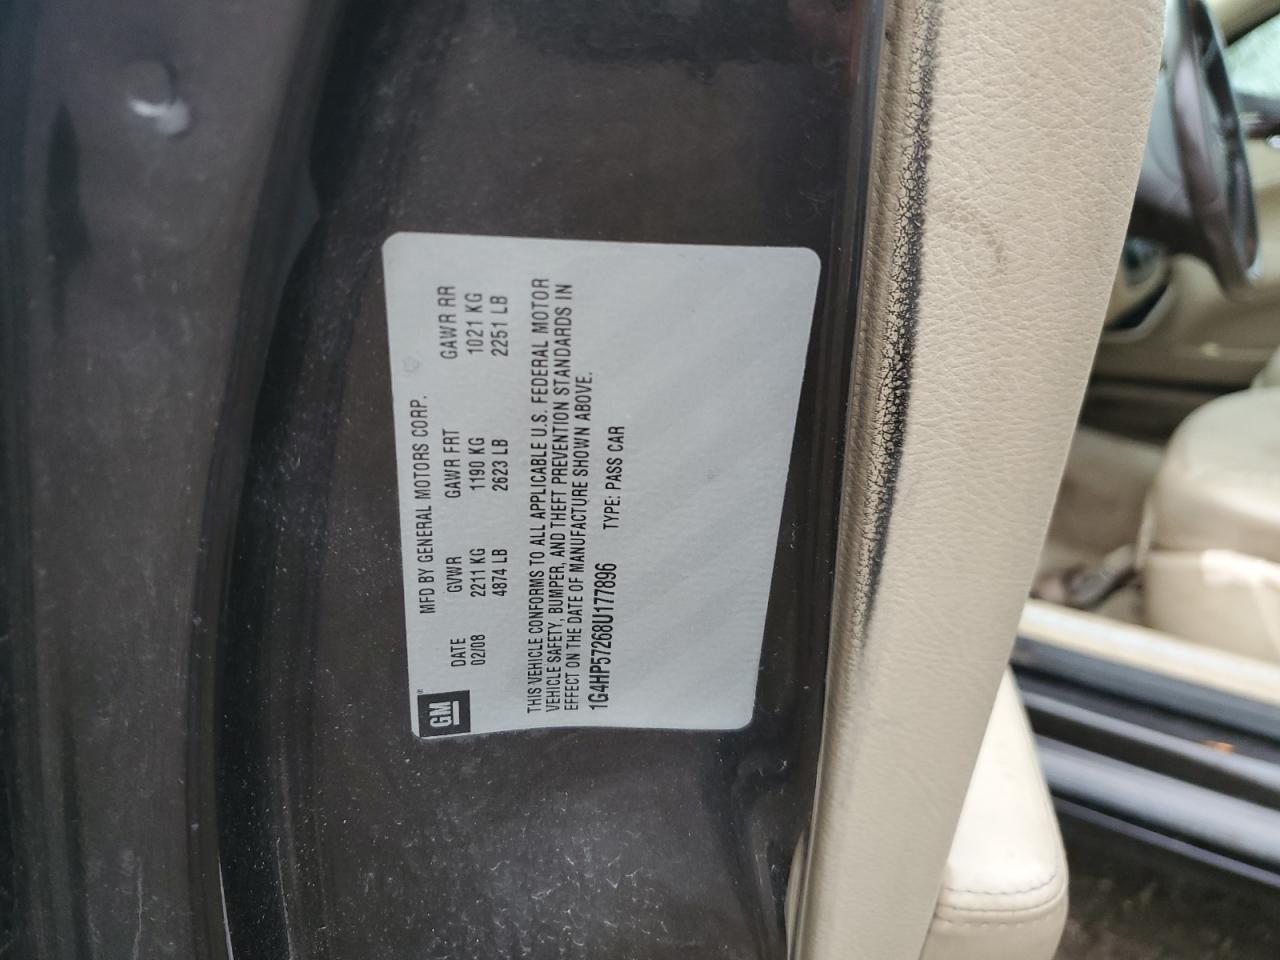 GM
MFD BY GENERAL MOTORS CORP.
DATE GVWR GAWR FRT GAWR RR
02/08 2211 KG 1190 KG 1021 KG
4874 LB 2623 LB 2251 LB
THIS VEHICLE CONFORMS TO ALL APPLICABLE U.S. FEDERAL MOTOR
VEHICLE SAFETY, BUMPER, AND THEFT PREVENTION STANDARDS IN
EFFECT ON THE DATE OF MANUFACTURE SHOWN ABOVE.
1G4HP57268U177896 TYPE: PASS CAR